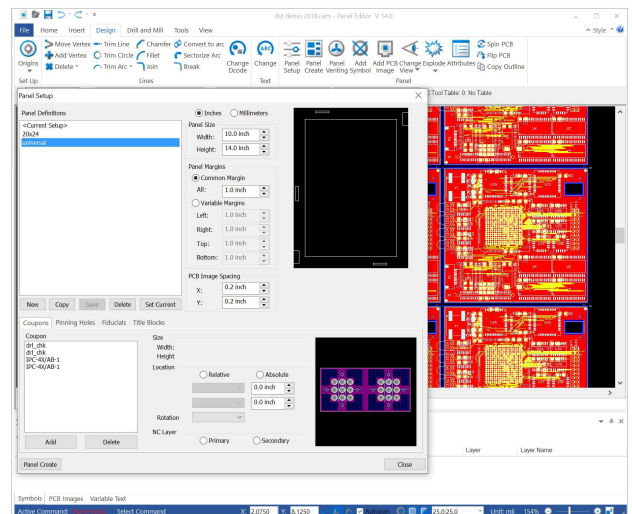 dst demo 2018.cam - Panel Editor V 14.0
File Home Insert Design Drill and Mill Tools View Style
Move Vertex Trim Line Chamfer Convert to arc Spin PCB
Add Vertex Trim Circle Fillet Sectorize Arc Flip PCB
Delete Trim Arc Join Break Copy Outline
Origins Change Dcode Change Panel Setup Panel Create Panel Venting Add Symbol Add PCB Image Change View Explode Attributes
Set Up Lines Text Panel
Tool Table: 0: No Table
Panel Setup
Panel Definitions Inches Millimeters
<Current Setup>
20x24
universal
Panel Size
Width: 10.0 inch
Height: 14.0 inch
Panel Margins
Common Margin
All: 1.0 inch
Variable Margins
Left: 1.0 inch
Right: 1.0 inch
Top: 1.0 inch
Bottom: 1.0 inch
PCB Image Spacing
X: 0.2 inch
Y: 0.2 inch
New Copy Save Delete Set Current
Coupons Pinning Holes Fiducials Title Blocks
Coupon
drl_chk
drl_chk
IPC-4X/AB-1
IPC-4X/AB-1
Add Delete
Size
Width:
Height
Location
Relative Absolute
0.0 inch
0.0 inch
Rotation
NC Layer
Primary Secondary
Panel Create Close
Layer Layer Name
Symbols PCB Images Variable Text
Active Command: Select Command X: 2.0750 Y: 8.1250 Autopan 25.0:25.0 Unit: mil 154%